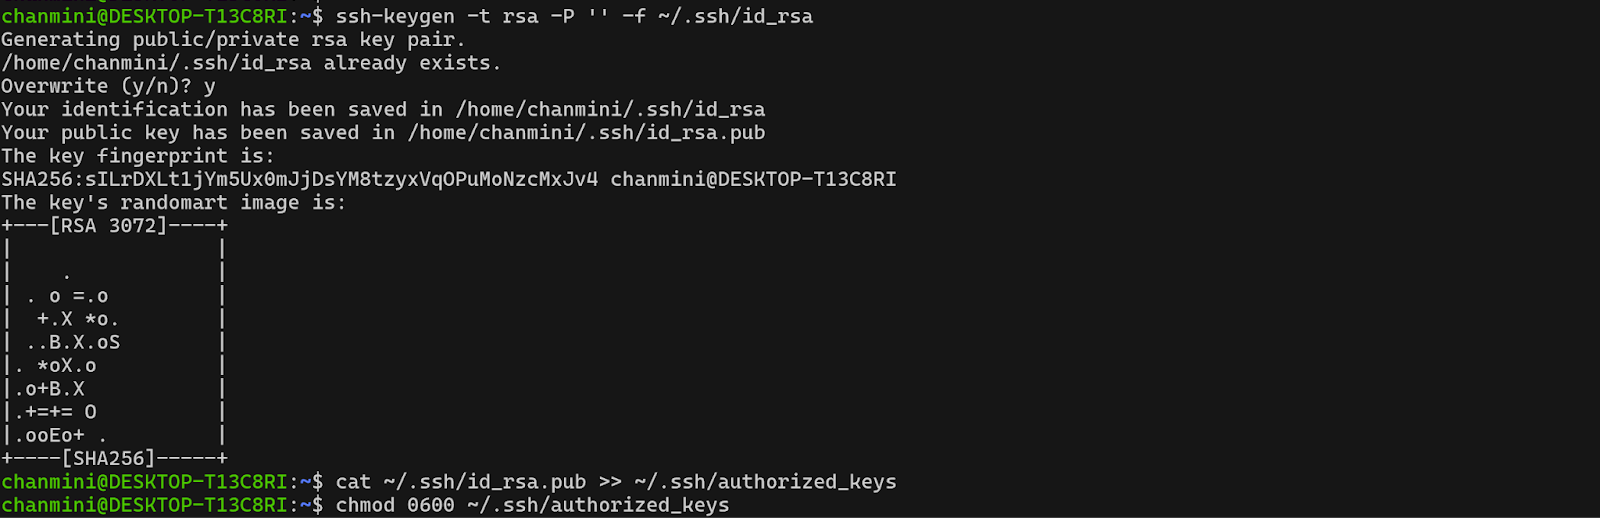 chanmini@DESKTOP-T13C8RI:~$ ssh-keygen -t rsa -P '' -f ~/.ssh/id_rsa
Generating public/private rsa key pair.
/home/chanmini/.ssh/id_rsa already exists.
Overwrite (y/n)? y
Your identification has been saved in /home/chanmini/.ssh/id_rsa
Your public key has been saved in /home/chanmini/.ssh/id_rsa.pub
The key fingerprint is:
SHA256:sILrDXLt1jYm5Ux0mJjDsYM8tzyxVqOPuMoNzcMxJv4 chanmini@DESKTOP-T13C8RI
The key's randomart image is:
+---[RSA 3072]----+
|                 |
|    .            |
| . o =.o         |
|  +.X *o.        |
| ..B.X.oS        |
|. *oX.o          |
|.o+B.X           |
|.+=+= O          |
|.ooEo+ .         |
+----[SHA256]-----+
chanmini@DESKTOP-T13C8RI:~$ cat ~/.ssh/id_rsa.pub >> ~/.ssh/authorized_keys
chanmini@DESKTOP-T13C8RI:~$ chmod 0600 ~/.ssh/authorized_keys